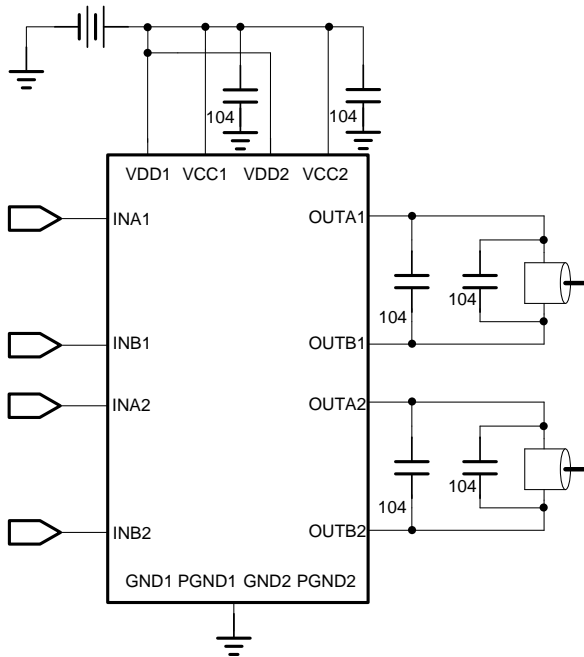 104
104
VDD1 VCC1 VDD2 VCC2
INA1
OUTA1
104
104
INB1
OUTB1
INA2
OUTA2
104
104
INB2
OUTB2
GND1 PGND1 GND2 PGND2